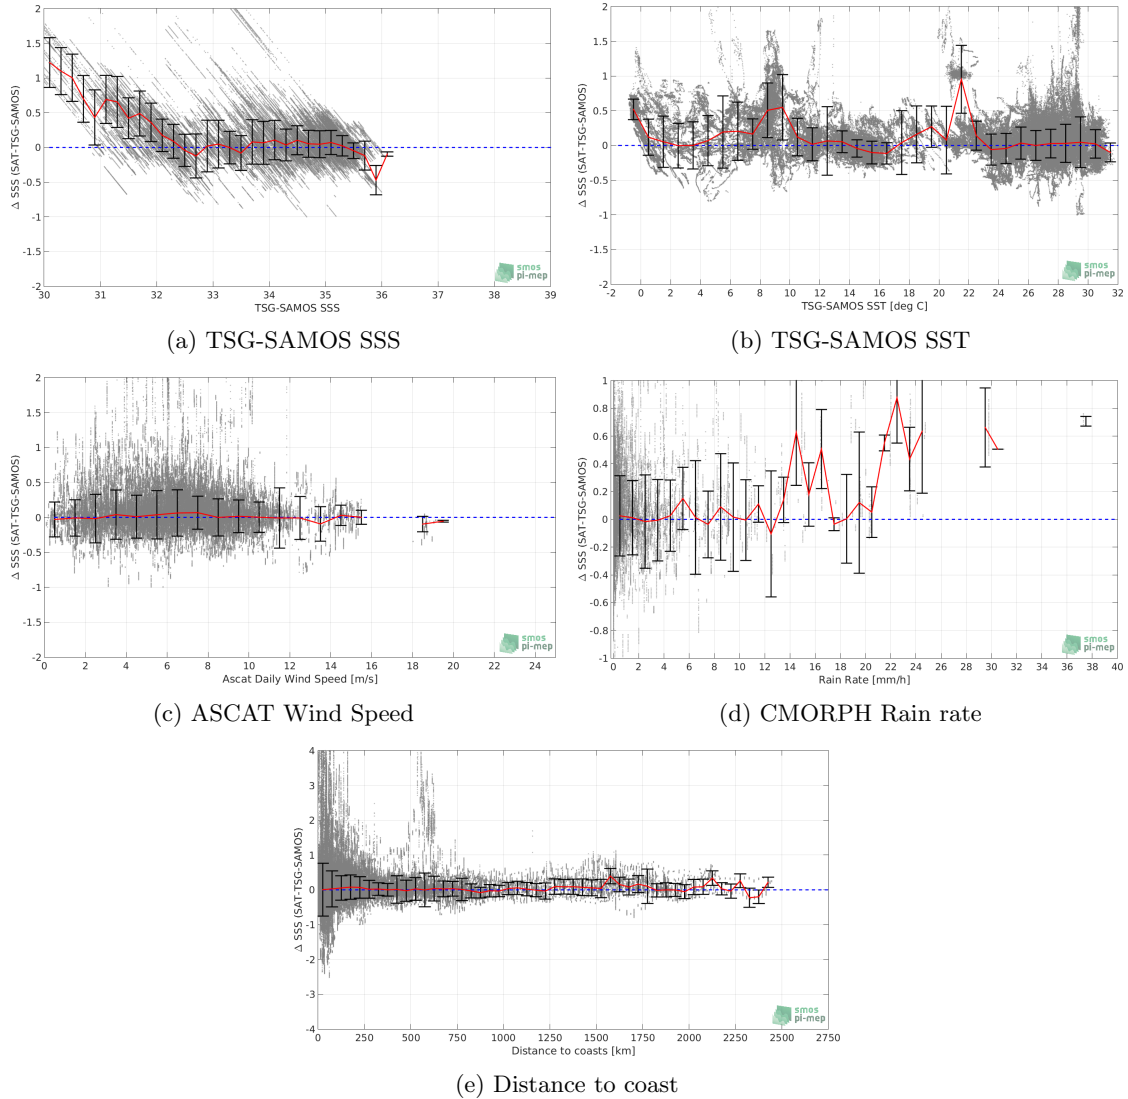 2
1.5
1
0.5
0
-0.5
-1
-1.5
-2
Δ SSS (SAT-TSG-SAMOS)
30 31 32 33 34 35 36 37 38 39
TSG-SAMOS SSS
smos
pi-mep
(a) TSG-SAMOS SSS
2
1.5
1
0.5
0
-0.5
-1
-1.5
-2
Δ SSS (SAT-TSG-SAMOS)
-2 0 2 4 6 8 10 12 14 16 18 20 22 24 26 28 30 32
TSG-SAMOS SST [deg C]
smos
pi-mep
(b) TSG-SAMOS SST
2
1.5
1
0.5
0
-0.5
-1
-1.5
-2
Δ SSS (SAT-TSG-SAMOS)
0 2 4 6 8 10 12 14 16 18 20 22 24
Ascat Daily Wind Speed [m/s]
smos
pi-mep
(c) ASCAT Wind Speed
1
0.8
0.6
0.4
0.2
0
-0.2
-0.4
-0.6
-0.8
-1
Δ SSS (SAT-TSG-SAMOS)
0 2 4 6 8 10 12 14 16 18 20 22 24 26 28 30 32 34 36 38 40
Rain Rate [mm/h]
smos
pi-mep
(d) CMORPH Rain rate
4
3
2
1
0
-1
-2
-3
-4
Δ SSS (SAT-TSG-SAMOS)
0 250 500 750 1000 1250 1500 1750 2000 2250 2500 2750
Distance to coasts [km]
smos
pi-mep
(e) Distance to coast